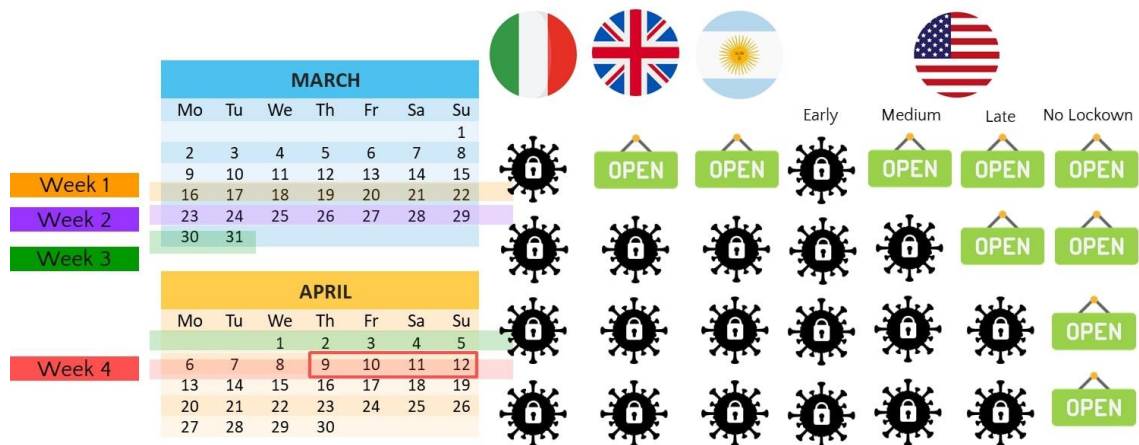 MARCH
Mo Tu We Th Fr Sa Su
1
2 3 4 5 6 7 8
9 10 11 12 13 14 15
16 17 18 19 20 21 22
23 24 25 26 27 28 29
30 31
Week 1
Week 2
Week 3
APRIL
Mo Tu We Th Fr Sa Su
1 2 3 4 5
6 7 8 9 10 11 12
13 14 15 16 17 18 19
20 21 22 23 24 25 26
27 28 29 30
Week 4
Early Medium Late No Lockown
OPEN OPEN OPEN OPEN OPEN
OPEN OPEN
OPEN
OPEN